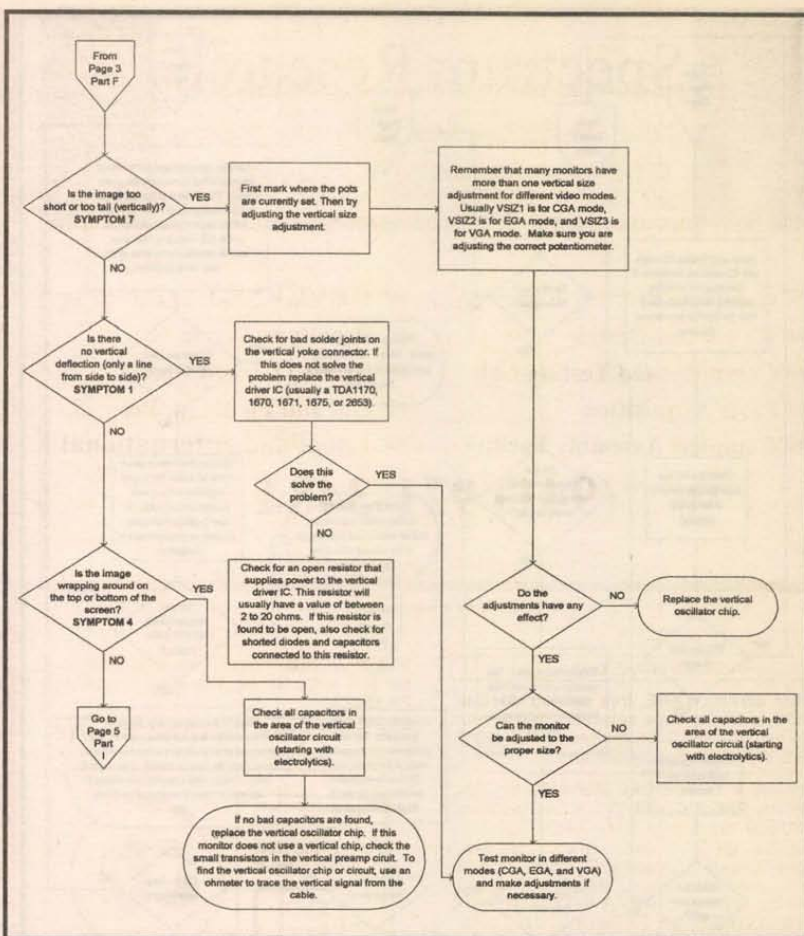 From
Page 3
Part F
Is the image too
short or too tall (vertically)?
SYMPTOM 7
YES
First mark where the pots
are currently set. Then try
adjusting the vertical size
adjustment.
Remember that many monitors have
more than one vertical size
adjustment for different video modes.
Usually VSIZ1 is for CGA mode,
VSIZ2 is for EGA mode, and VSIZ3 is
for VGA mode. Make sure you are
adjusting the correct potentiometer.
NO
Is there
no vertical
deflection (only a line
from side to side)?
SYMPTOM 1
YES
Check for bad solder joints on
the vertical yoke connector. If
this does not solve the
problem replace the vertical
driver IC (usually a TDA1170,
1670, 1671, 1675, or 2653).
Does this
solve the
problem?
YES
NO
NO
Check for an open resistor that
supplies power to the vertical
driver IC. This resistor will
usually have a value of between
2 to 20 ohms. If this resistor is
found to be open, also check for
shorted diodes and capacitors
connected to this resistor.
Is the image
wrapping around on
the top or bottom of the
screen?
SYMPTOM 4
YES
NO
Go to
Page 5
Part
I
Check all capacitors in
the area of the vertical
oscillator circuit
(starting with
electrolytics).
If no bad capacitors are found,
replace the vertical oscillator chip. If this
monitor does not use a vertical chip, check the
small transistors in the vertical preamp ciruit. To
find the vertical oscillator chip or circuit, use an
ohmeter to trace the vertical signal from the
cable.
Do the
adjustments have any
effect?
NO
Replace the vertical
oscillator chip.
YES
Can the monitor
be adjusted to the
proper size?
NO
Check all capacitors in the
area of the vertical
oscillator circuit (starting
with electrolytics).
YES
Test monitor in different
modes (CGA, EGA, and VGA)
and make adjustments if
necessary.